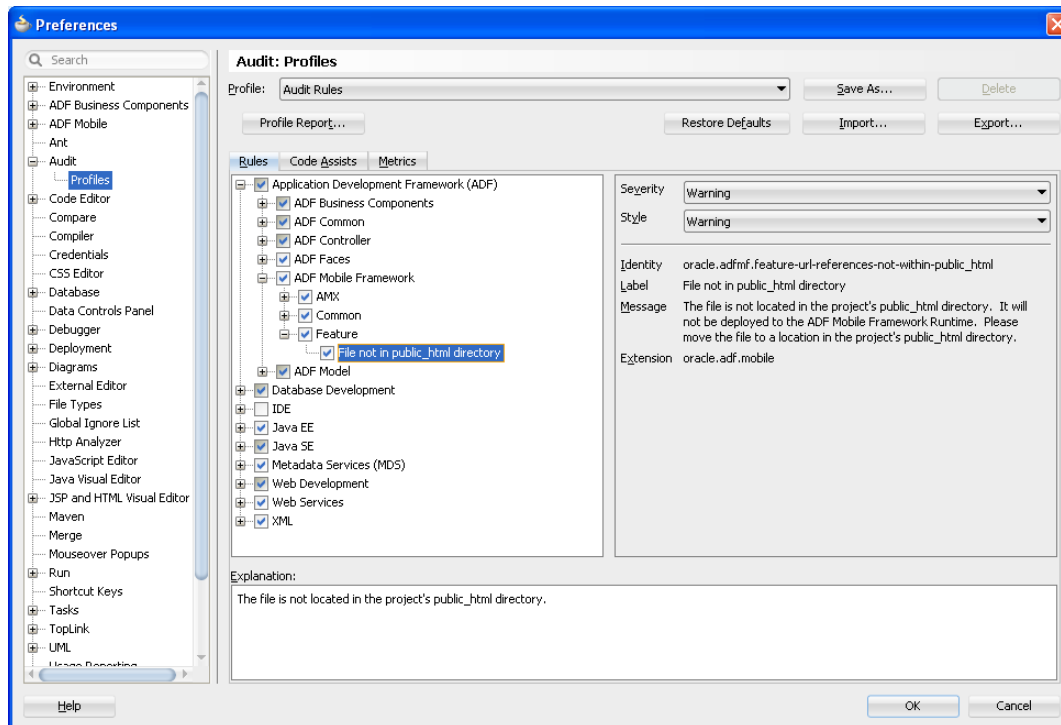 Preferences
Search
Environment
ADF Business Components
ADF Mobile
Ant
Audit
Profiles
Code Editor
Compare
Compiler
Credentials
CSS Editor
Database
Data Controls Panel
Debugger
Deployment
Diagrams
External Editor
File Types
Global Ignore List
Http Analyzer
JavaScript Editor
Java Visual Editor
JSP and HTML Visual Editor
Maven
Merge
Mouseover Popups
Run
Shortcut Keys
Tasks
TopLink
UML
Usage Reporting
Audit: Profiles
Profile: Audit Rules
Save As...
Delete
Profile Report...
Restore Defaults
Import...
Export...
Rules
Code Assists
Metrics
Application Development Framework (ADF)
ADF Business Components
ADF Common
ADF Controller
ADF Faces
ADF Mobile Framework
AMX
Common
Feature
File not in public_html directory
ADF Model
Database Development
IDE
Java EE
Java SE
Metadata Services (MDS)
Web Development
Web Services
XML
Severity Warning
Style Warning
Identity oracle.adfmf.feature-url-references-not-within-public_html
Label File not in public_html directory
Message The file is not located in the project's public_html directory. It will
not be deployed to the ADF Mobile Framework Runtime. Please
move the file to a location in the project's public_html directory.
Extension oracle.adf.mobile
Explanation:
The file is not located in the project's public_html directory.
Help
OK
Cancel